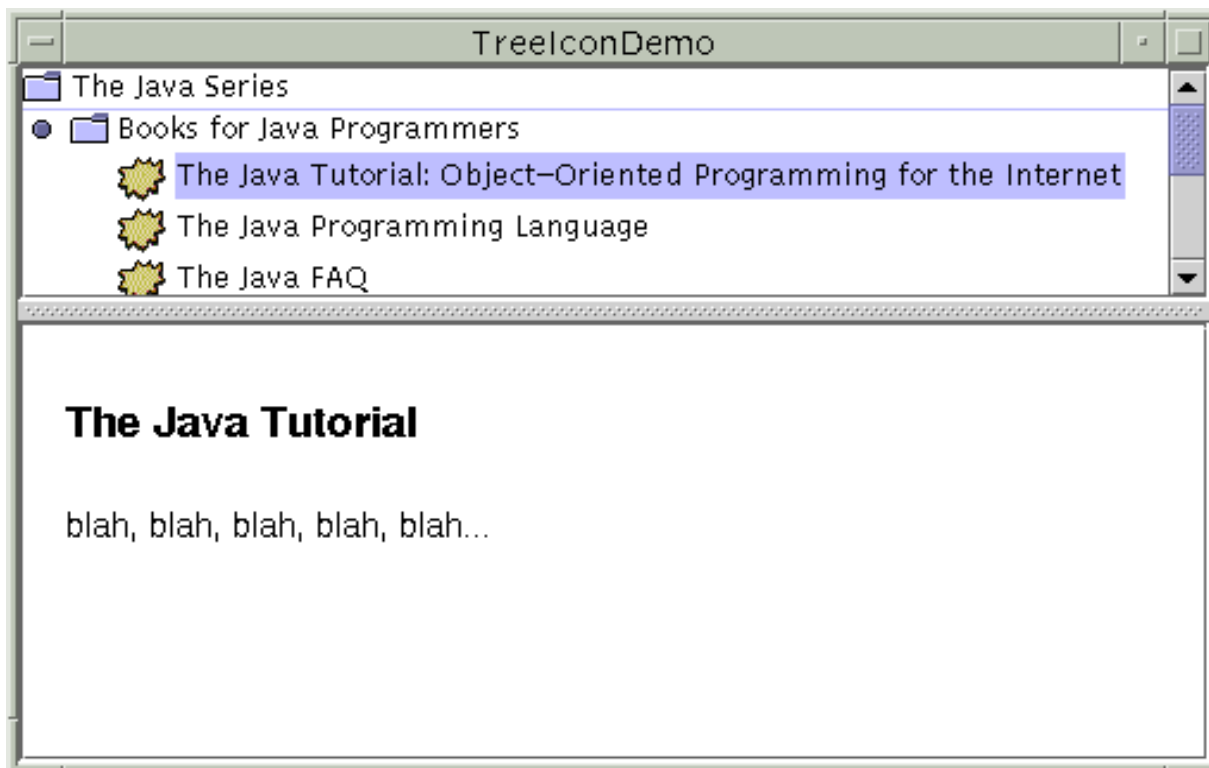 TreeIconDemo
The Java Series
Books for Java Programmers
The Java Tutorial: Object–Oriented Programming for the Internet
The Java Programming Language
The Java FAQ
The Java Tutorial
blah, blah, blah, blah, blah...